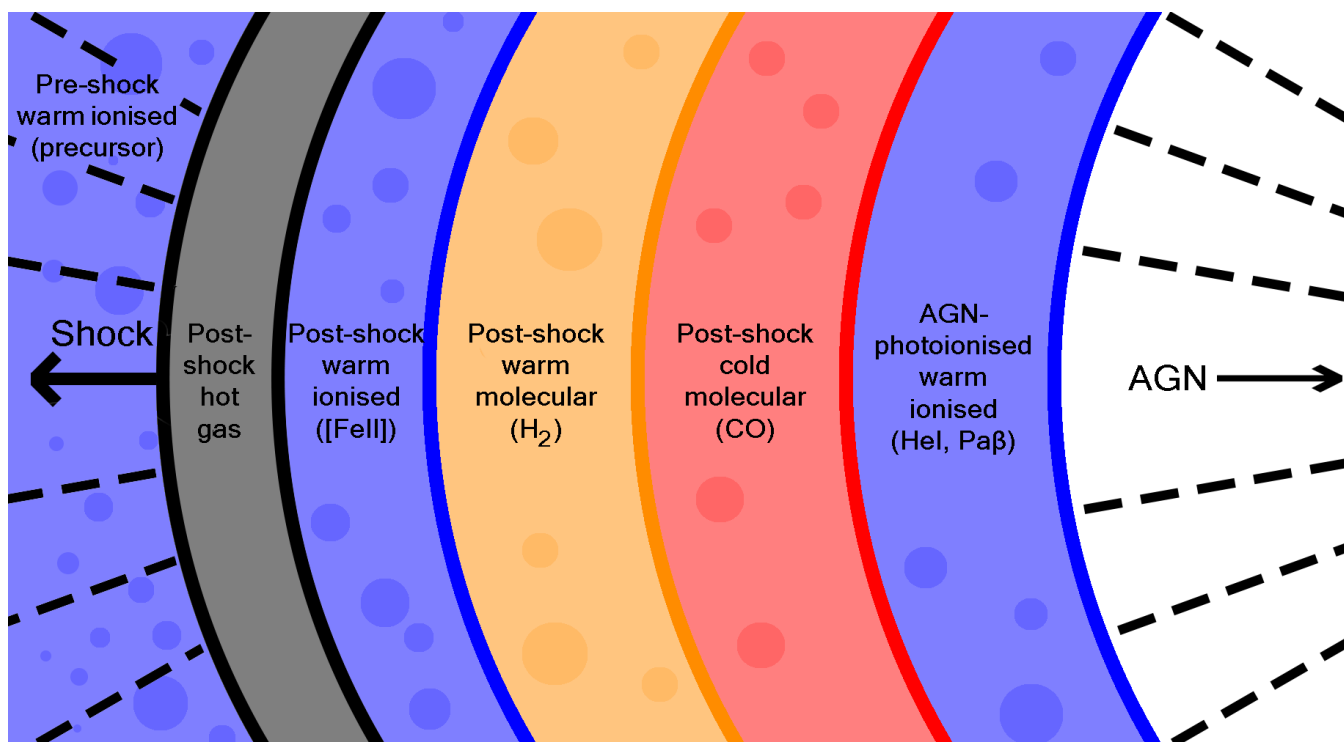 Pre-shock
warm ionised
(precursor)
Shock
Post-
shock
hot
gas
Post-shock
warm
ionised
([FeII])
Post-shock
warm
molecular
(H₂)
Post-shock
cold
molecular
(CO)
AGN-
photoionised
warm
ionised
(HeI, Paβ)
AGN